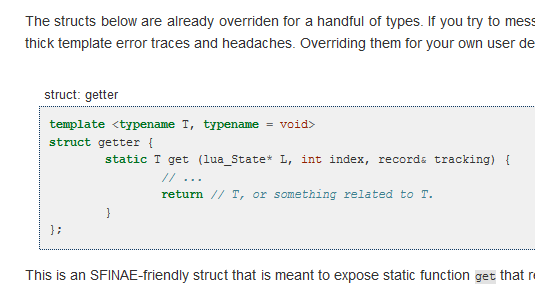 The structs below are already overriden for a handful of types. If you try to mess
thick template error traces and headaches. Overriding them for your own user de
struct: getter
template <typename T, typename = void>
struct getter {
        static T get (lua_State* L, int index, record& tracking) {
                // ...
                return // T, or something related to T.
        }
};
This is an SFINAE-friendly struct that is meant to expose static function get that